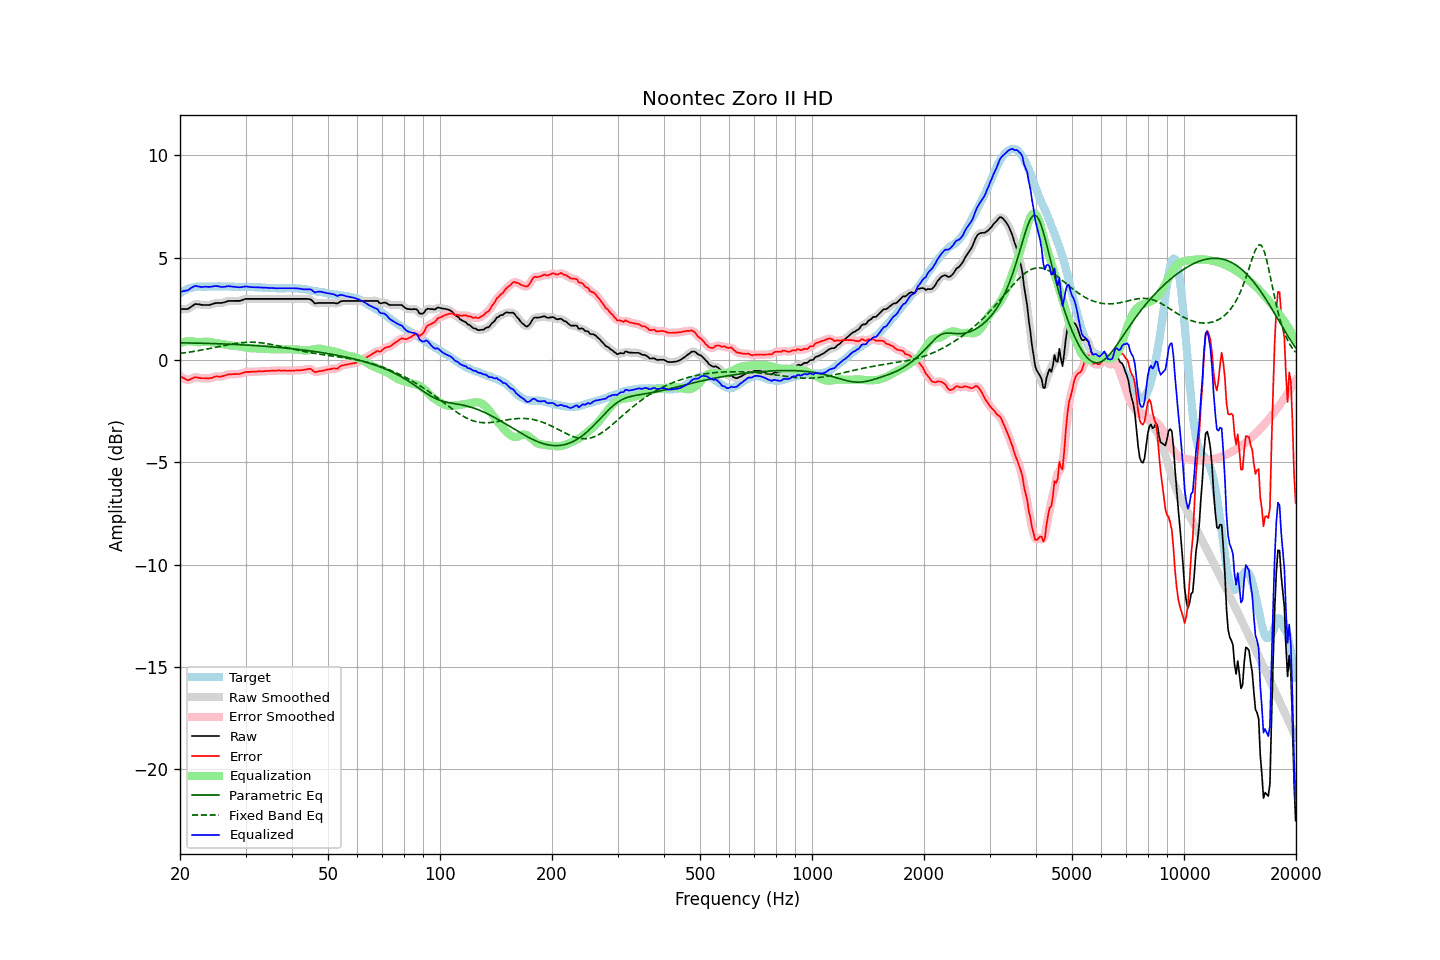 Noontec Zoro II HD
10
5
0
−5
−10
−15
−20
Amplitude (dBr)
Target
Raw Smoothed
Error Smoothed
Raw
Error
Equalization
Parametric Eq
Fixed Band Eq
Equalized
20 50 100 200 500 1000 2000 5000 10000 20000
Frequency (Hz)